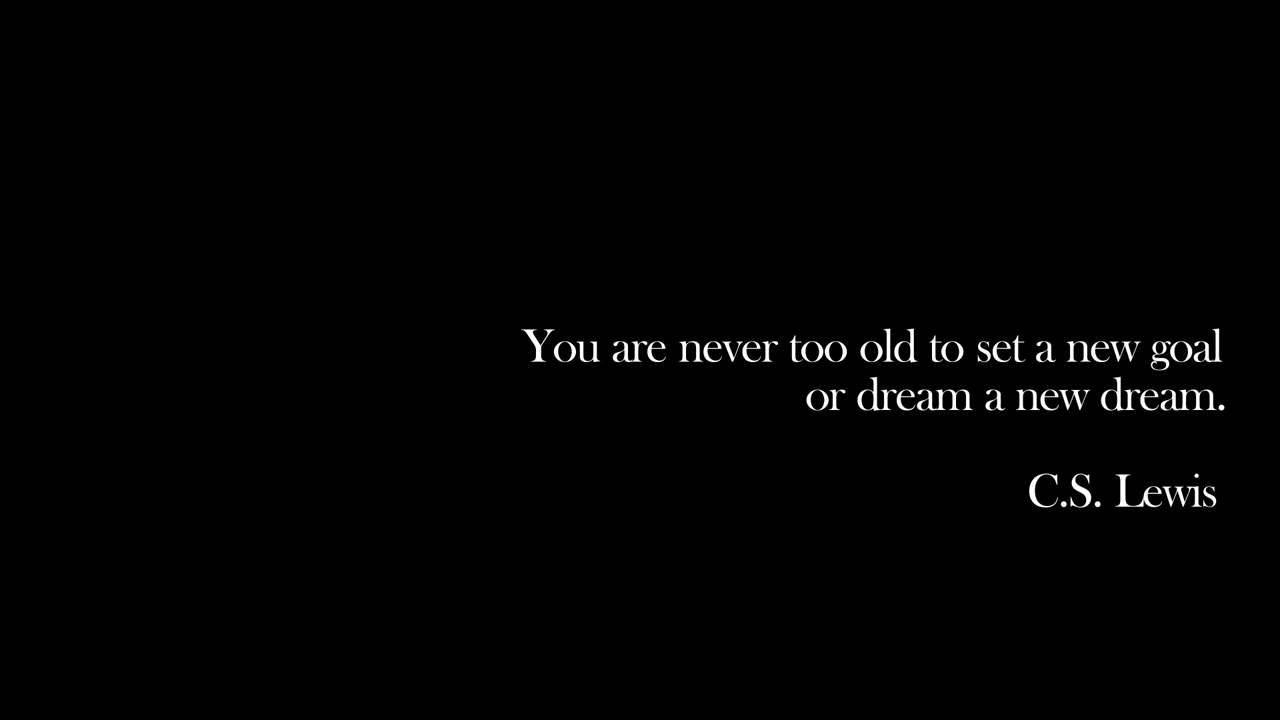 You are never too old to set a new goal
or dream a new dream.
C.S. Lewis